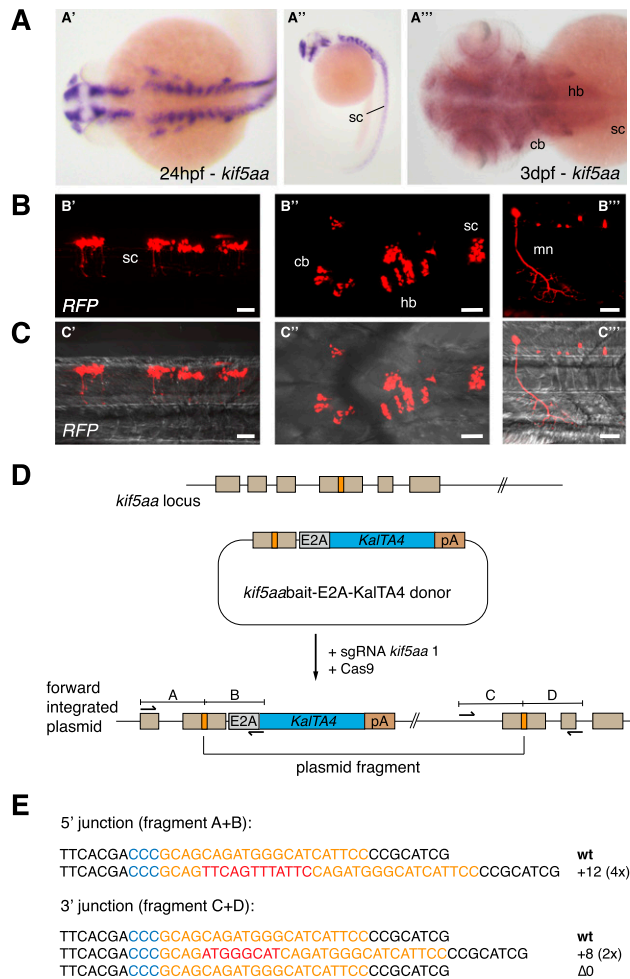 A
A'
A''
A'''
sc
hb
cb
sc
24hpf - kif5aa
3dpf - kif5aa
B
B'
B''
B'''
sc
sc
cb
mn
hb
RFP
C
C'
C''
C'''
RFP
D
kif5aa locus
//
E2A KalTA4 pA
kif5aabait-E2A-KalTA4 donor
+ sgRNA kif5aa 1
+ Cas9
forward
integrated
plasmid
A B C D
E2A KalTA4 pA //
plasmid fragment
E
5' junction (fragment A+B):
TTCACGACCCGCAGCAGATGGGCATCATTCCCCGCATCG wt
TTCACGACCCGCAGTTCAGTTTATTCCAGATGGGCATCATTCCCCGCATCG +12 (4x)
3' junction (fragment C+D):
TTCACGACCCGCAGCAGATGGGCATCATTCCCCGCATCG wt
TTCACGACCCGCAGATGGGCATCAGATGGGCATCATTCCCCGCATCG +8 (2x)
TTCACGACCCGCAGCAGATGGGCATCATTCCCCGCATCG Δ0